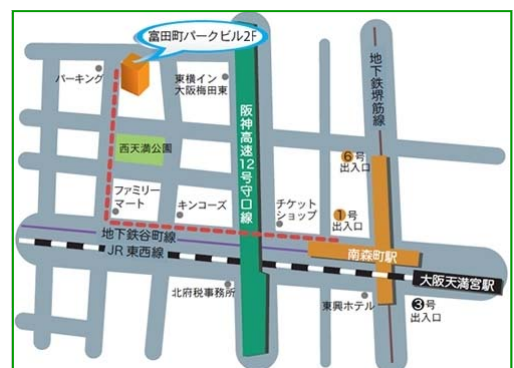 富田町パークビル2F
パーキング
東横イン
大阪梅田東
地下鉄堺筋線
阪神高速12号守口線
西天満公園
⑥号
出入口
ファミリー
マート
キンコーズ
チケット
ショップ
①号
出入口
地下鉄谷町線
JR東西線
南森町駅
大阪天満宮駅
北府税事務所
東興ホテル
❸号
出入口